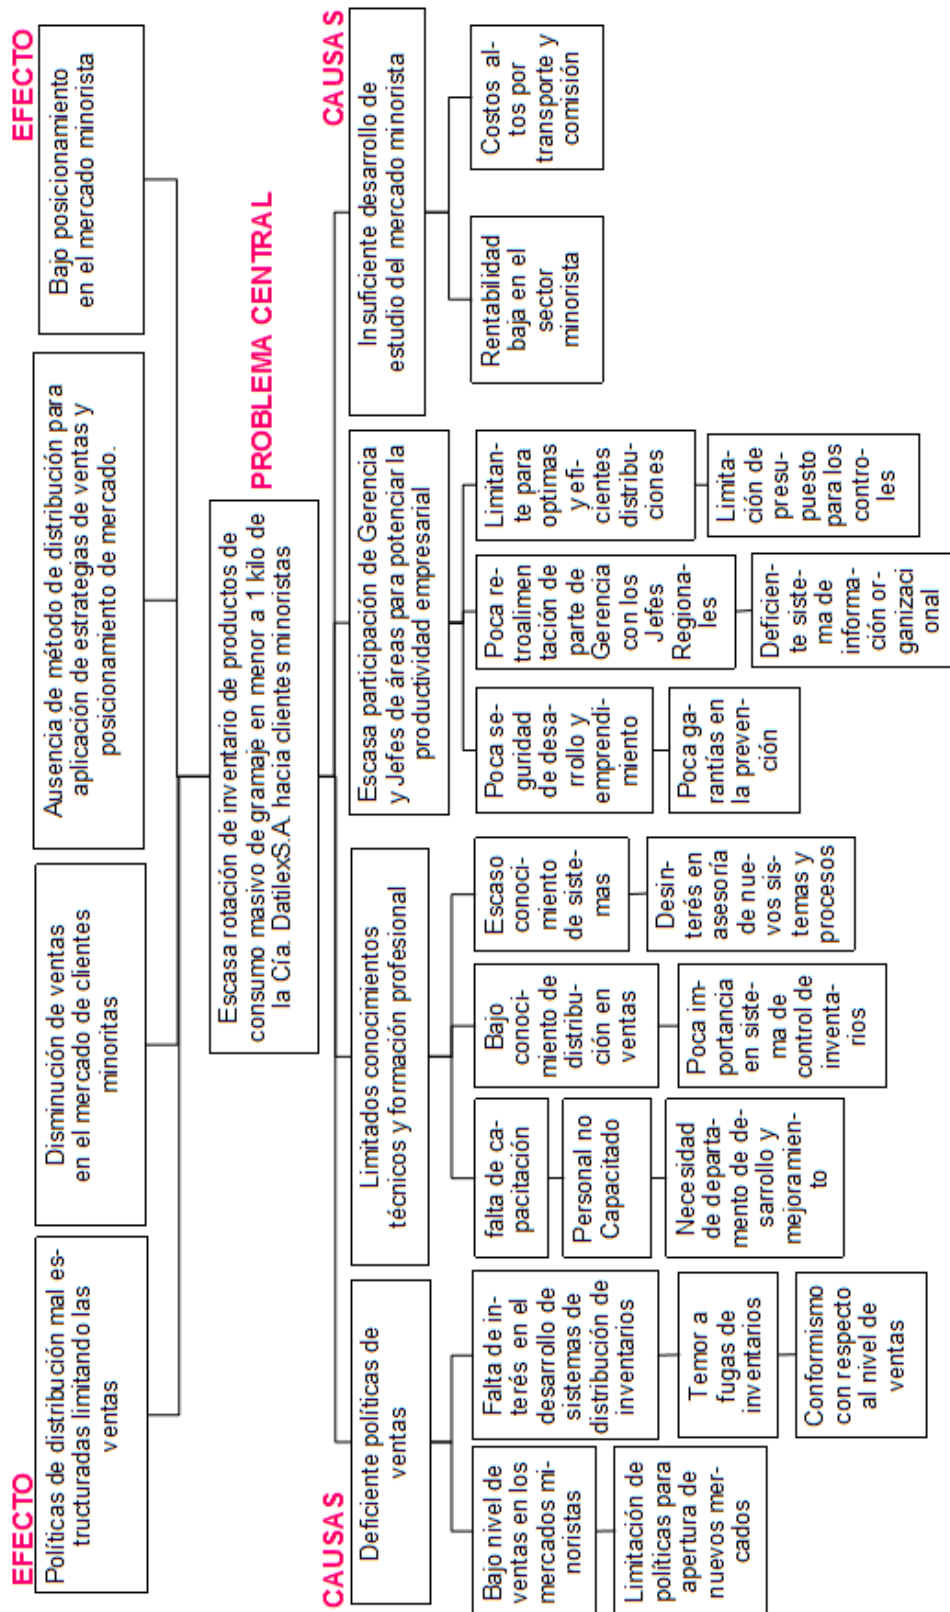 EFECTO
EFECTO
Políticas de distribución mal es-
tructuradas limitando las
ventas
Disminución de ventas
en el mercado de clientes
minoritas
Ausencia de método de distribución para
aplicación de estrategias de ventas y
posicionamiento de mercado.
Bajo posicionamiento
en el mercado minorista
Escasa rotación de inventario de productos de
consumo masivo de gramaje en menor a 1 kilo de
la Cía. DatilexS.A. hacia clientes minoristas
PROBLEMA CENTRAL
CAUSAS
CAUSAS
Deficiente políticas de
ventas
Limitados conocimientos
técnicos y formación profesional
Escasa participación de Gerencia
y Jefes de áreas para potenciar la
productividad empresarial
Insuficiente desarrollo de
estudio del mercado minorista
Bajo nivel de
ventas en los
mercados mi-
noristas
Limitación de
políticas para
apertura de
nuevos mer-
cados
Falta de in-
terés en el
desarrollo de
sistemas de
distribución de
inventarios
Temor a
fugas de
inventarios
Conformismo
con respecto
al nivel de
ventas
falta de ca-
pacitación
Personal no
Capacitado
Necesidad
de departa-
mento de de-
sarrollo y
mejoramien-
to
Bajo
conoci-
miento de
distribu-
ción en
ventas
Poca im-
portancia
en siste-
ma de
control de
inventa-
rios
Escaso
conoci-
miento
de siste-
mas
Desin-
terés en
asesoría
de nue-
vos sis-
temas y
procesos
Poca se-
guridad
de desa-
rrollo y
emprendi-
miento
Poca ga-
rantías en
la preven-
ción
Poca re-
troalimen-
tación de
parte de
Gerencia
con los
Jefes
Regiona-
les
Deficien-
te siste-
ma de
informa-
ción or-
ganizaci
onal
Limitan-
te para
optimas
y efi-
cientes
distribu-
ciones
Limita-
ción de
presu-
puesto
para los
contro-
les
Rentabilidad
baja en el
sector
minorista
Costos al-
tos por
transporte y
comisión